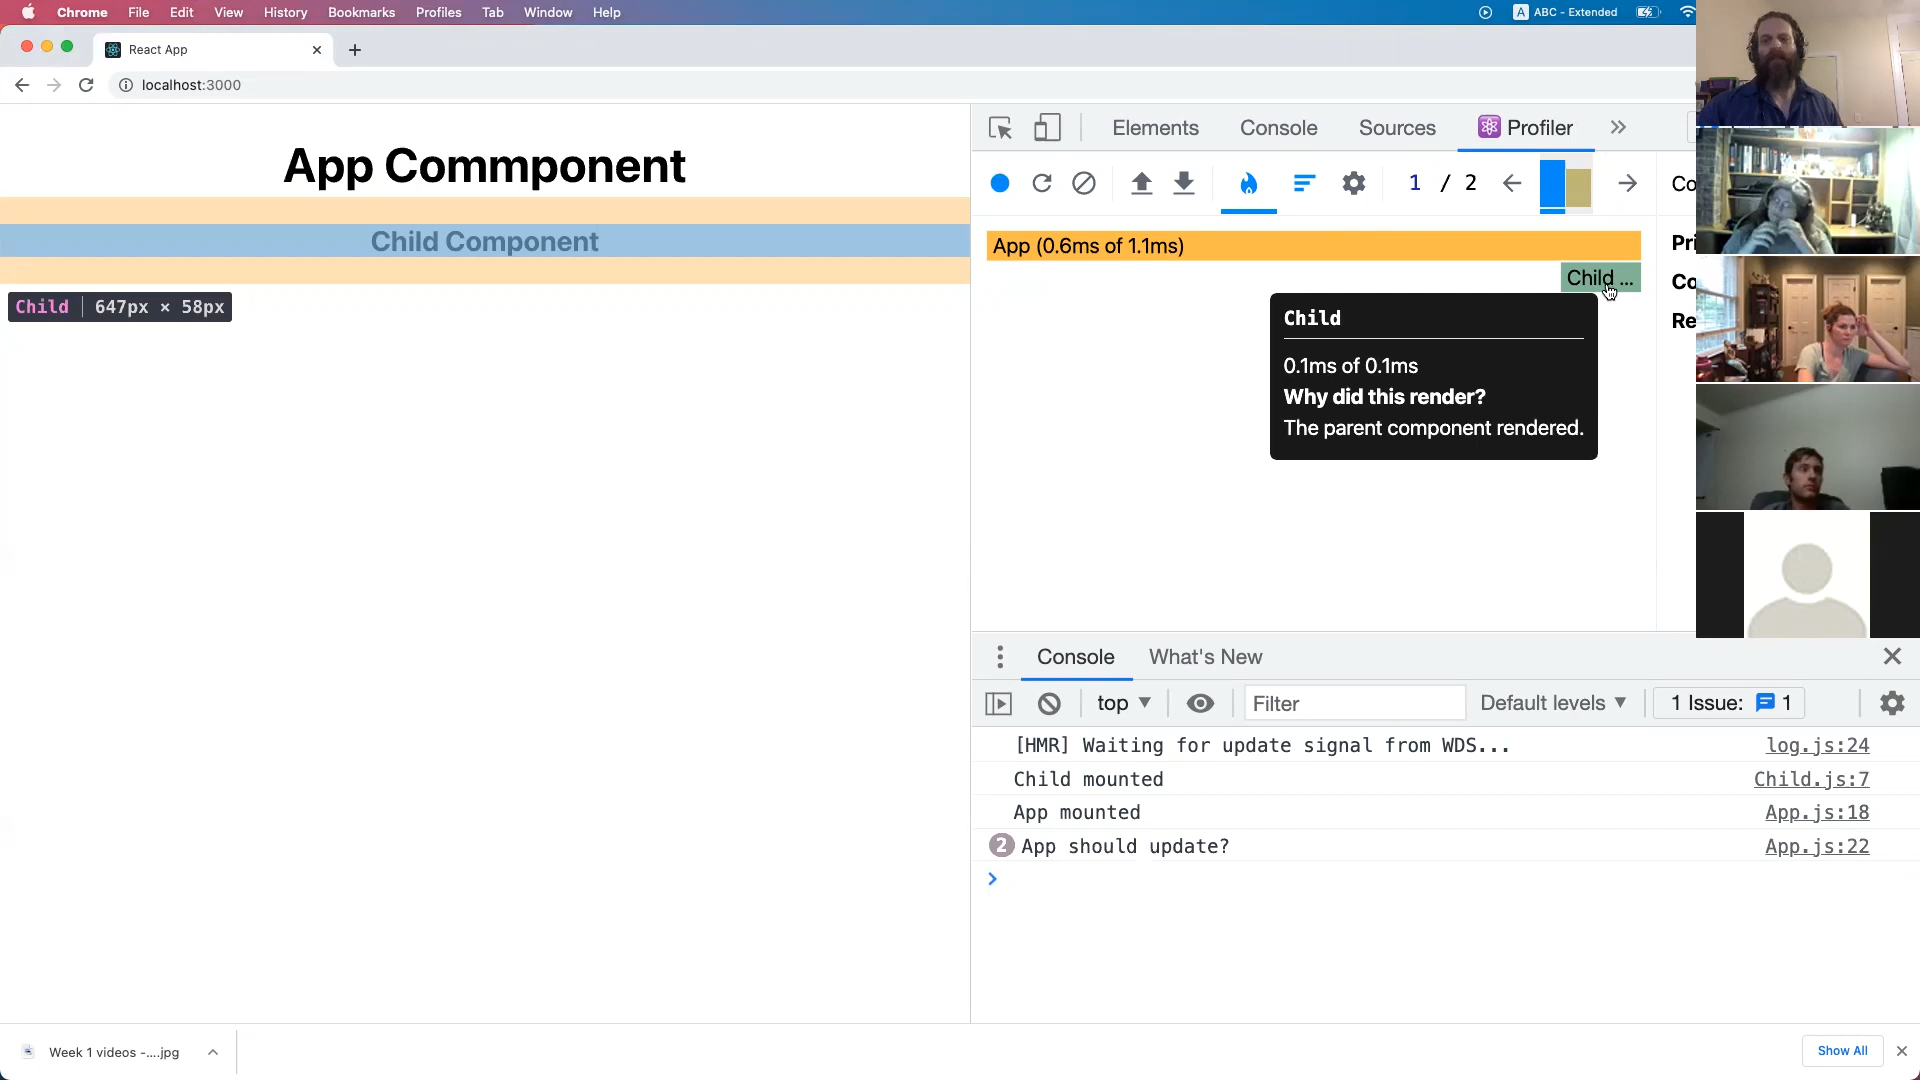 Chrome File Edit View History Bookmarks Profiles Tab Window Help
A ABC - Extended
React App
localhost:3000
App Commponent
Child Component
Child 647px × 58px
Elements Console Sources Profiler
1 / 2
App (0.6ms of 1.1ms)
Child ...
Child
0.1ms of 0.1ms
Why did this render?
The parent component rendered.
Co
Pri
Co
Re
Console What's New
top Filter Default levels 1 Issue: 1
[HMR] Waiting for update signal from WDS... log.js:24
Child mounted Child.js:7
App mounted App.js:18
2 App should update? App.js:22
Week 1 videos -....jpg
Show All